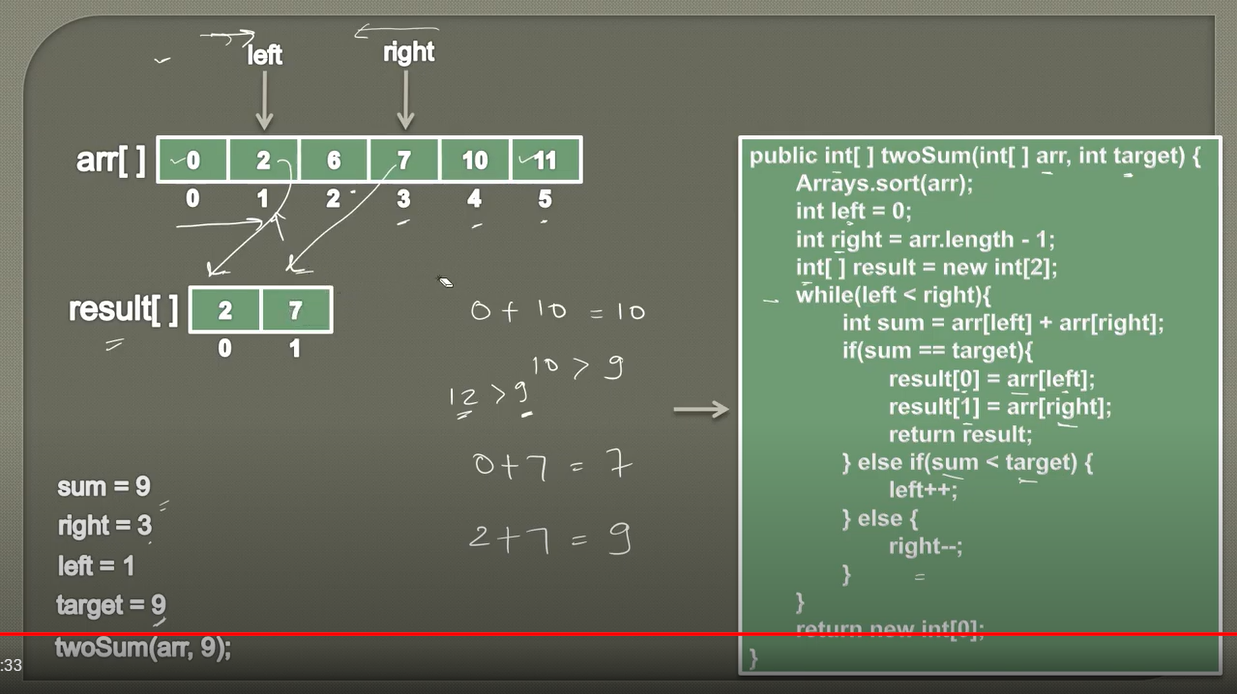 left right
arr[ ] 0 2 6 7 10 11
0 1 2 3 4 5
result[ ] 2 7
0 1
0 + 10 = 10
10 > 9
12 > 9
0 + 7 = 7
2 + 7 = 9
sum = 9
right = 3
left = 1
target = 9
twoSum(arr, 9);
:33
public int[ ] twoSum(int[ ] arr, int target) {
Arrays.sort(arr);
int left = 0;
int right = arr.length - 1;
int[ ] result = new int[2];
while(left < right){
int sum = arr[left] + arr[right];
if(sum == target){
result[0] = arr[left];
result[1] = arr[right];
return result;
} else if(sum < target) {
left++;
} else {
right--;
}
}
return new int[0];
}